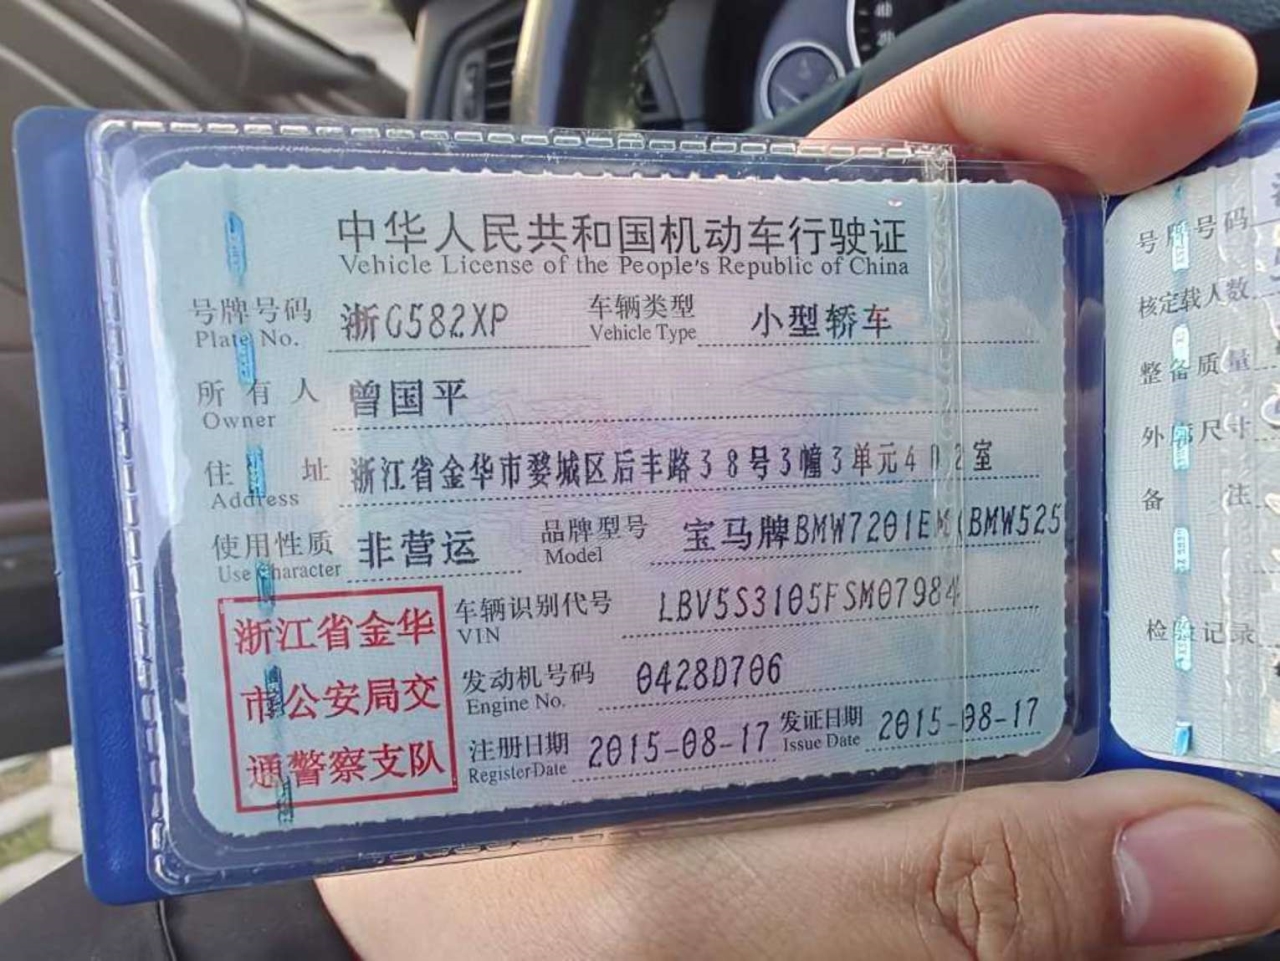 中华人民共和国机动车行驶证
Vehicle License of the People's Republic of China
号牌号码 浙G582XP 车辆类型 小型轿车
Plate No. Vehicle Type
所有人 曾国平
Owner
住址 浙江省金华市婺城区后丰路38号3幢3单元402室
Address
使用性质 非营运 品牌型号 宝马牌BMW7201EM(BMW525
Use Character Model
浙江省金华
市公安局交
通警察支队
车辆识别代号 LBV5S3105FSM07984
VIN
发动机号码 0428D706
Engine No.
注册日期 2015-08-17 发证日期 2015-08-17
Register Date Issue Date
号牌号码
核定载人数
整备质量
外廓尺寸
备注
检验记录